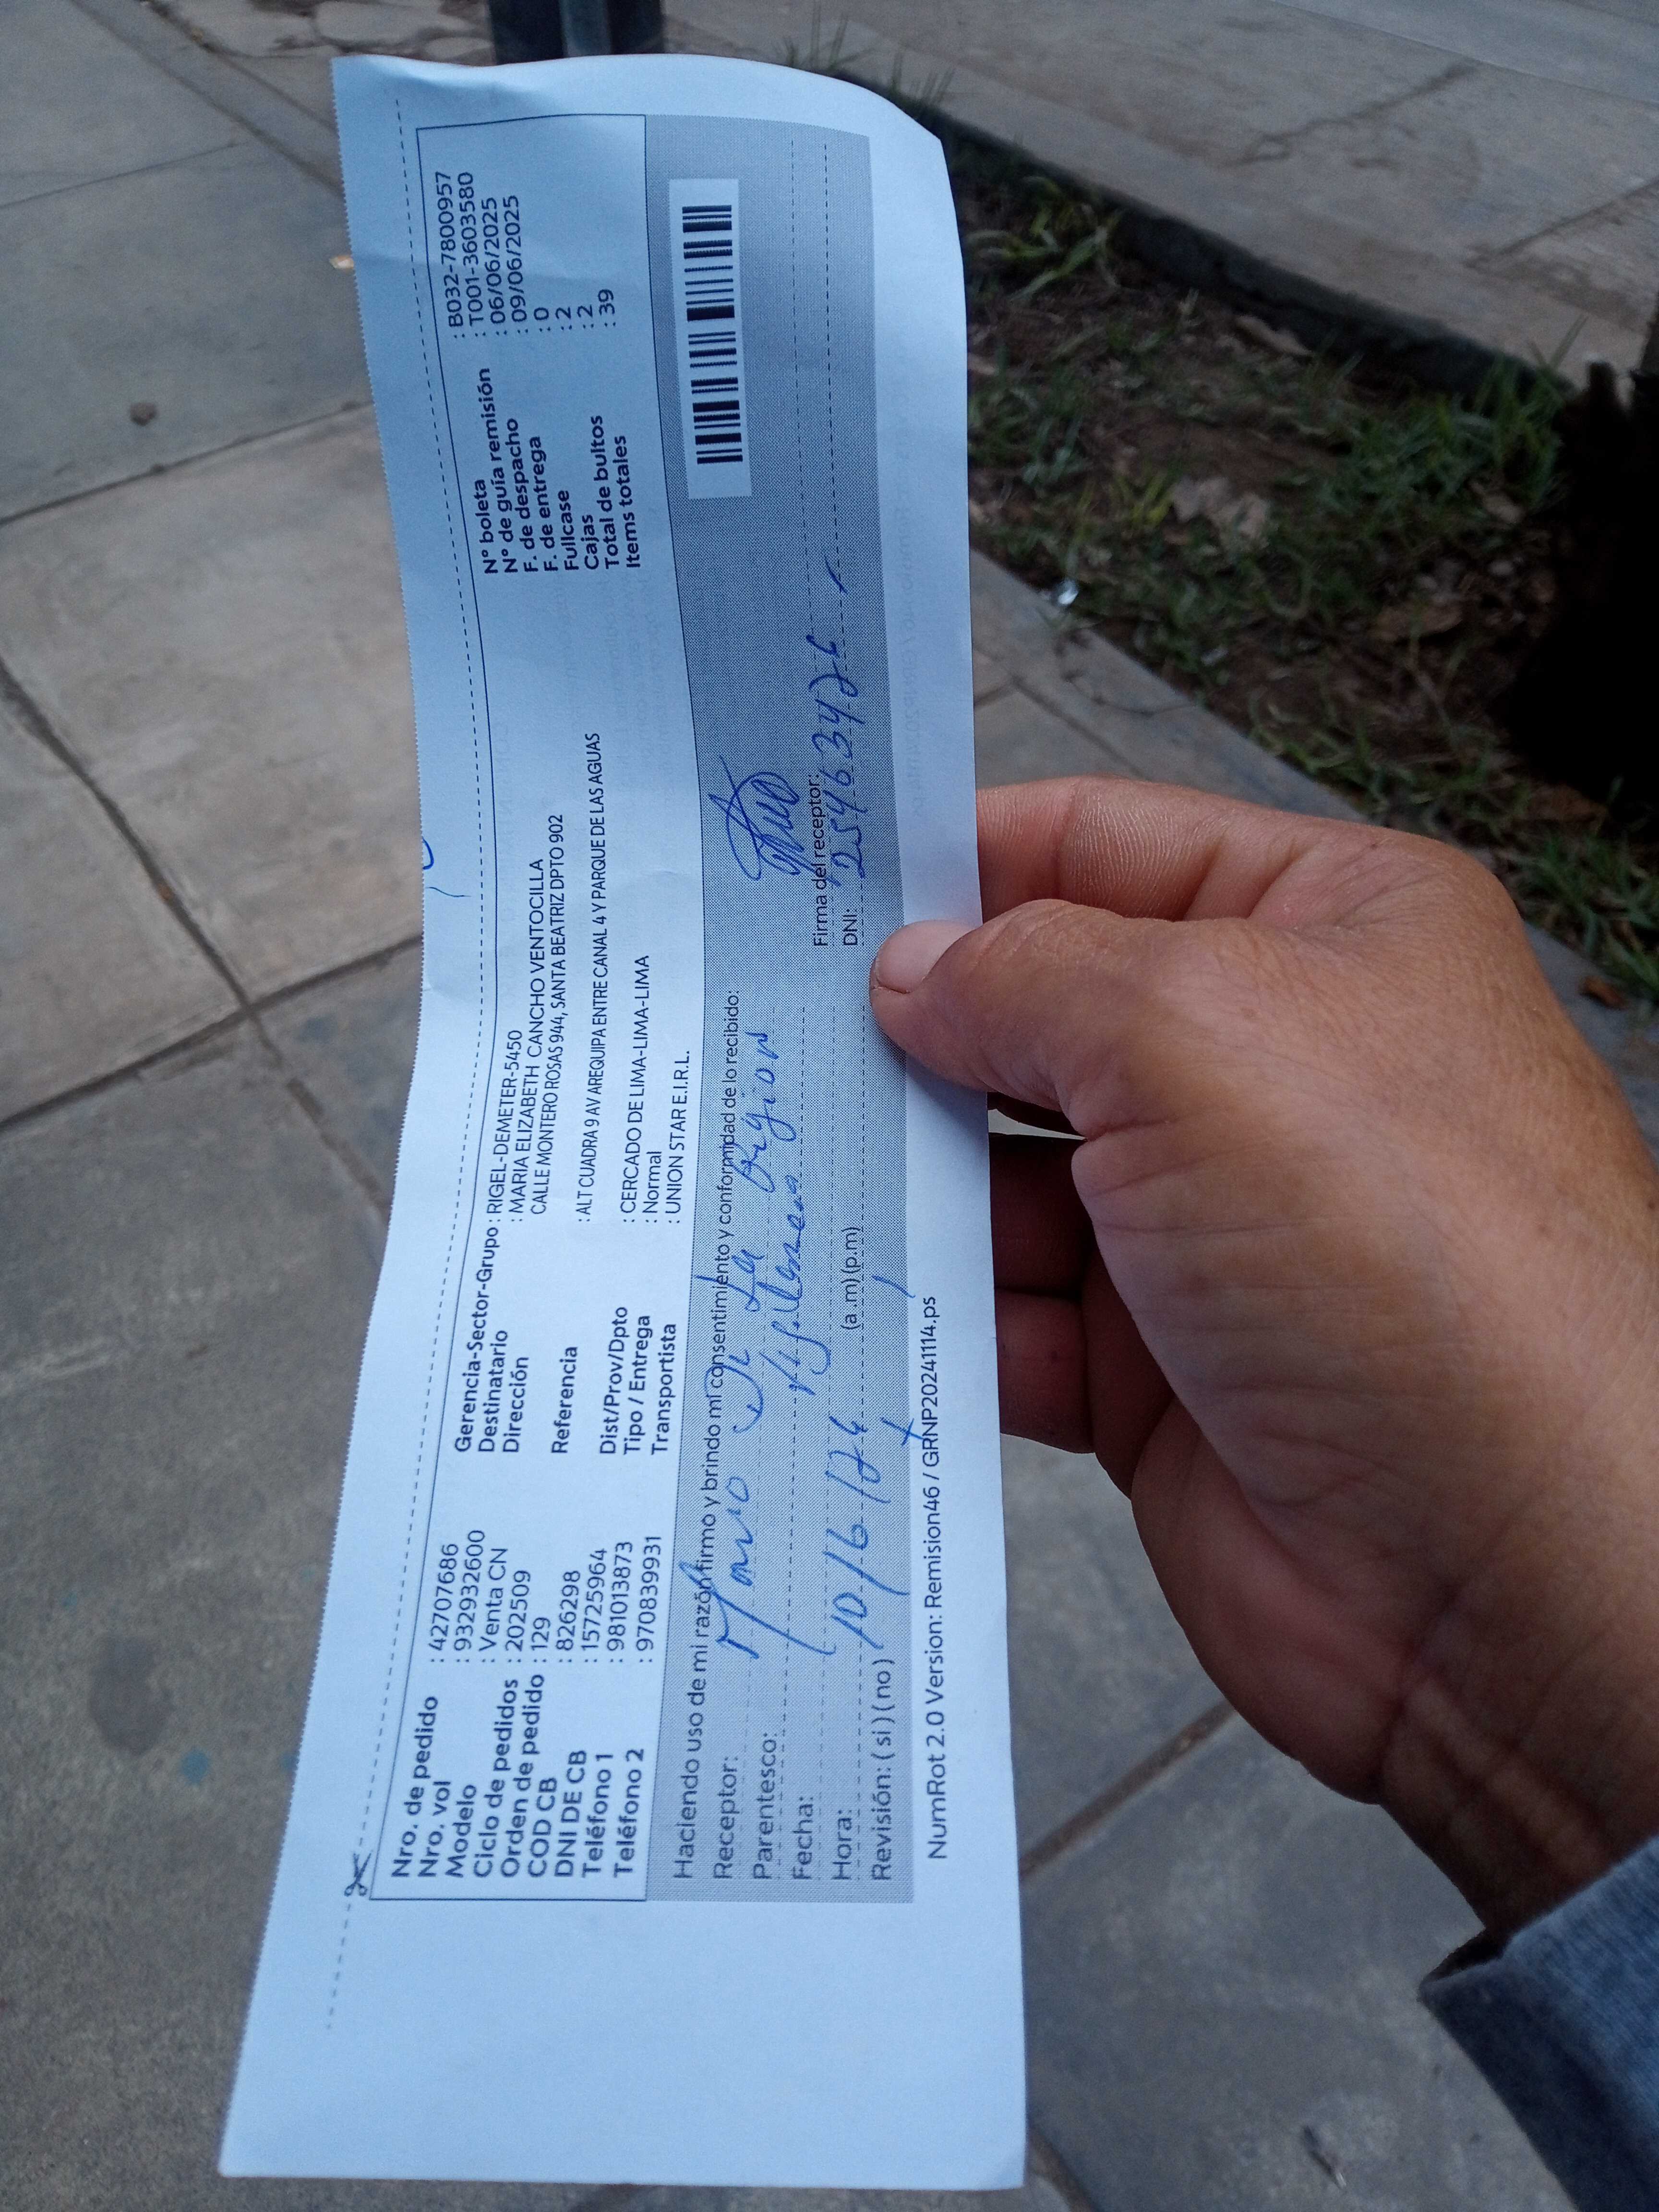 Nro. de pedido : 42707686
Nro. vol : 932932600
Modelo : Venta CN
Ciclo de pedidos : 202509
Orden de pedido : 129
COD CB : 826298
DNI DE CB : 15725964
Teléfono 1 : 981013873
Teléfono 2 : 970839931
Gerencia-Sector-Grupo : RIGEL-DEMETER-5450
Destinatario : MARIA ELIZABETH CANCHO VENTOCILLA
Dirección CALLE MONTERO ROSAS 944, SANTA BEATRIZ DPTO 902
Referencia : ALT CUADRA 9 AV AREQUIPA ENTRE CANAL 4 Y PARQUE DE LAS AGUAS
Dist/Prov/Dpto : CERCADO DE LIMA-LIMA-LIMA
Tipo / Entrega : Normal
Transportista : UNION STAR E.I.R.L.
N° boleta : B032-7800957
N° de guía remisión : T001-3603580
F. de despacho : 06/06/2025
F. de entrega : 09/06/2025
Fullcase : 0
Cajas : 2
Total de bultos : 2
Items totales : 39
Haciendo uso de mi razón firmo y brindo mi consentimiento y conformidad de lo recibido:
Receptor: Mario De La
Parentesco:
Fecha: 10/6/24
Hora: (a.m) (p.m)
Revisión: ( si ) ( no )
Firma del receptor:
DNI: 25463426
NumRot 2.0 Version: Remision46 / GRNP20241114.ps